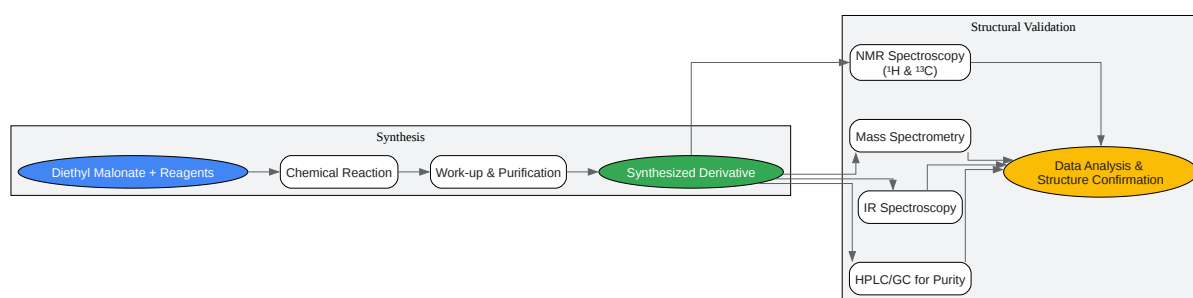 Synthesis
Diethyl Malonate + Reagents
Chemical Reaction
Work-up & Purification
Synthesized Derivative
Structural Validation
NMR Spectroscopy
(¹H & ¹³C)
Mass Spectrometry
IR Spectroscopy
HPLC/GC for Purity
Data Analysis &
Structure Confirmation